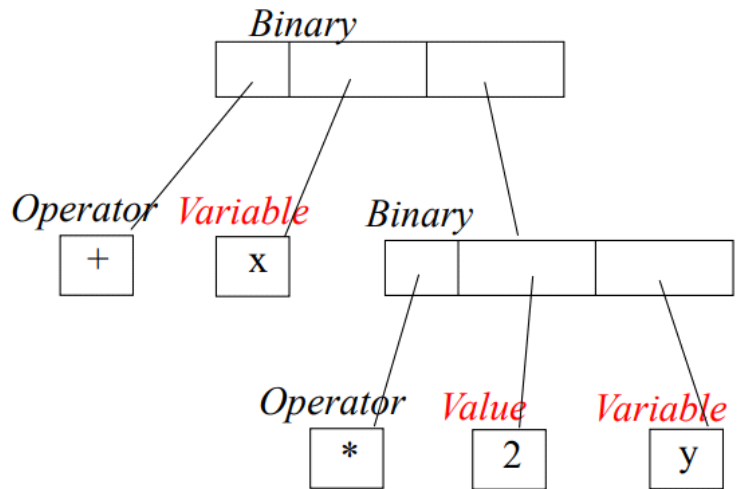 Binary
Operator Variable Binary
+ x
Operator Value Variable
* 2 y